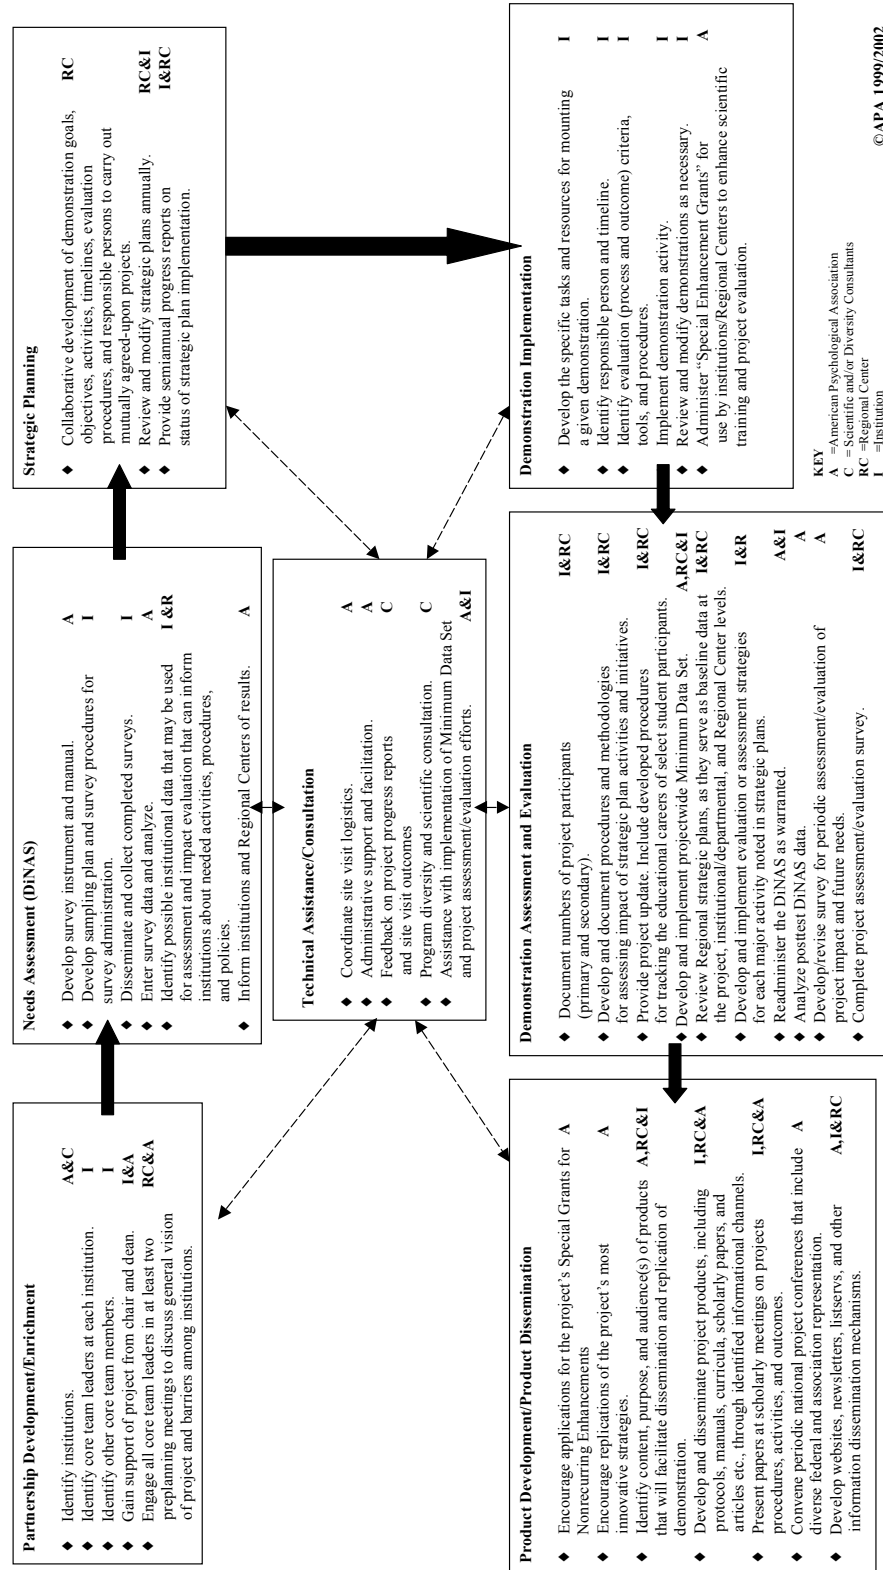 Partnership Development/Enrichment
♦ Identify institutions. A&C
♦ Identify core team leaders at each institution. I
♦ Identify other core team members. I
♦ Gain support of project from chair and dean. I&A
♦ Engage all core team leaders in at least two RC&A
preplanning meetings to discuss general vision
of project and barriers among institutions.
Needs Assessment (DiNAS)
♦ Develop survey instrument and manual. A
♦ Develop sampling plan and survey procedures for I
survey administration.
♦ Disseminate and collect completed surveys. I
♦ Enter survey data and analyze. A
♦ Identify possible institutional data that may be used I &R
for assessment and impact evaluation that can inform
institutions about needed activities, procedures,
and policies.
♦ Inform institutions and Regional Centers of results. A
Strategic Planning
♦ Collaborative development of demonstration goals, RC
objectives, activities, timelines, evaluation
procedures, and responsible persons to carry out
mutually agreed-upon projects.
♦ Review and modify strategic plans annually. RC&I
♦ Provide semiannual progress reports on I&RC
status of strategic plan implementation.
Technical Assistance/Consultation
♦ Coordinate site visit logistics. A
♦ Administrative support and facilitation. A
♦ Feedback on project progress reports C
and site visit outcomes
♦ Program diversity and scientific consultation. C
♦ Assistance with implementation of Minimum Data Set
and project assessment/evaluation efforts. A&I
Product Development/Product Dissemination
♦ Encourage applications for the project's Special Grants for A
Nonrecurring Enhancements
♦ Encourage replications of the project's most A
innovative strategies.
♦ Identify content, purpose, and audience(s) of products A,RC&I
that will facilitate dissemination and replication of
demonstration.
♦ Develop and disseminate project products, including I,RC&A
protocols, manuals, curricula, scholarly papers, and
articles etc., through identified informational channels.
♦ Present papers at scholarly meetings on projects I,RC&A
procedures, activities, and outcomes.
♦ Convene periodic national project conferences that include A
diverse federal and association representation.
♦ Develop websites, newsletters, listservs, and other A,I&RC
information dissemination mechanisms.
Demonstration Assessment and Evaluation
♦ Document numbers of project participants I&RC
(primary and secondary).
♦ Develop and document procedures and methodologies I&RC
for assessing impact of strategic plan activities and initiatives.
♦ Provide project update. Include developed procedures I&RC
for tracking the educational careers of select student participants.
♦ Develop and implement projectwide Minimum Data Set. A,RC&I
♦ Review Regional strategic plans, as they serve as baseline data at I&RC
the project, institutional/departmental, and Regional Center levels.
♦ Develop and implement evaluation or assessment strategies I&R
for each major activity noted in strategic plans.
♦ Readminister the DiNAS as warranted. A&I
♦ Analyze posttest DiNAS data. A
♦ Develop/revise survey for periodic assessment/evaluation of A
project impact and future needs.
♦ Complete project assessment/evaluation survey. I&RC
Demonstration Implementation
♦ Develop the specific tasks and resources for mounting I
a given demonstration.
♦ Identify responsible person and timeline. I
♦ Identify evaluation (process and outcome) criteria, I
tools, and procedures.
Implement demonstration activity. I
♦ Review and modify demonstrations as necessary. I
♦ Administer “Special Enhancement Grants” for A
use by institutions/Regional Centers to enhance scientific
training and project evaluation.
KEY
A =American Psychological Association
C = Scientific and/or Diversity Consultants
RC =Regional Center
I =Institution
©APA 1999/2002